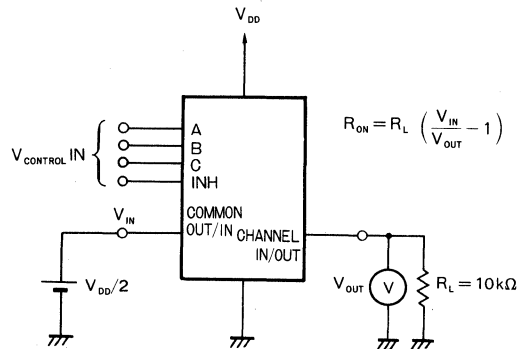 V_DD
A
B
C
INH
V_CONTROL IN
R_ON = R_L (V_IN/V_OUT − 1)
V_IN
COMMON
OUT/IN
CHANNEL
IN/OUT
V_DD/2
V_OUT
V
R_L = 10kΩ